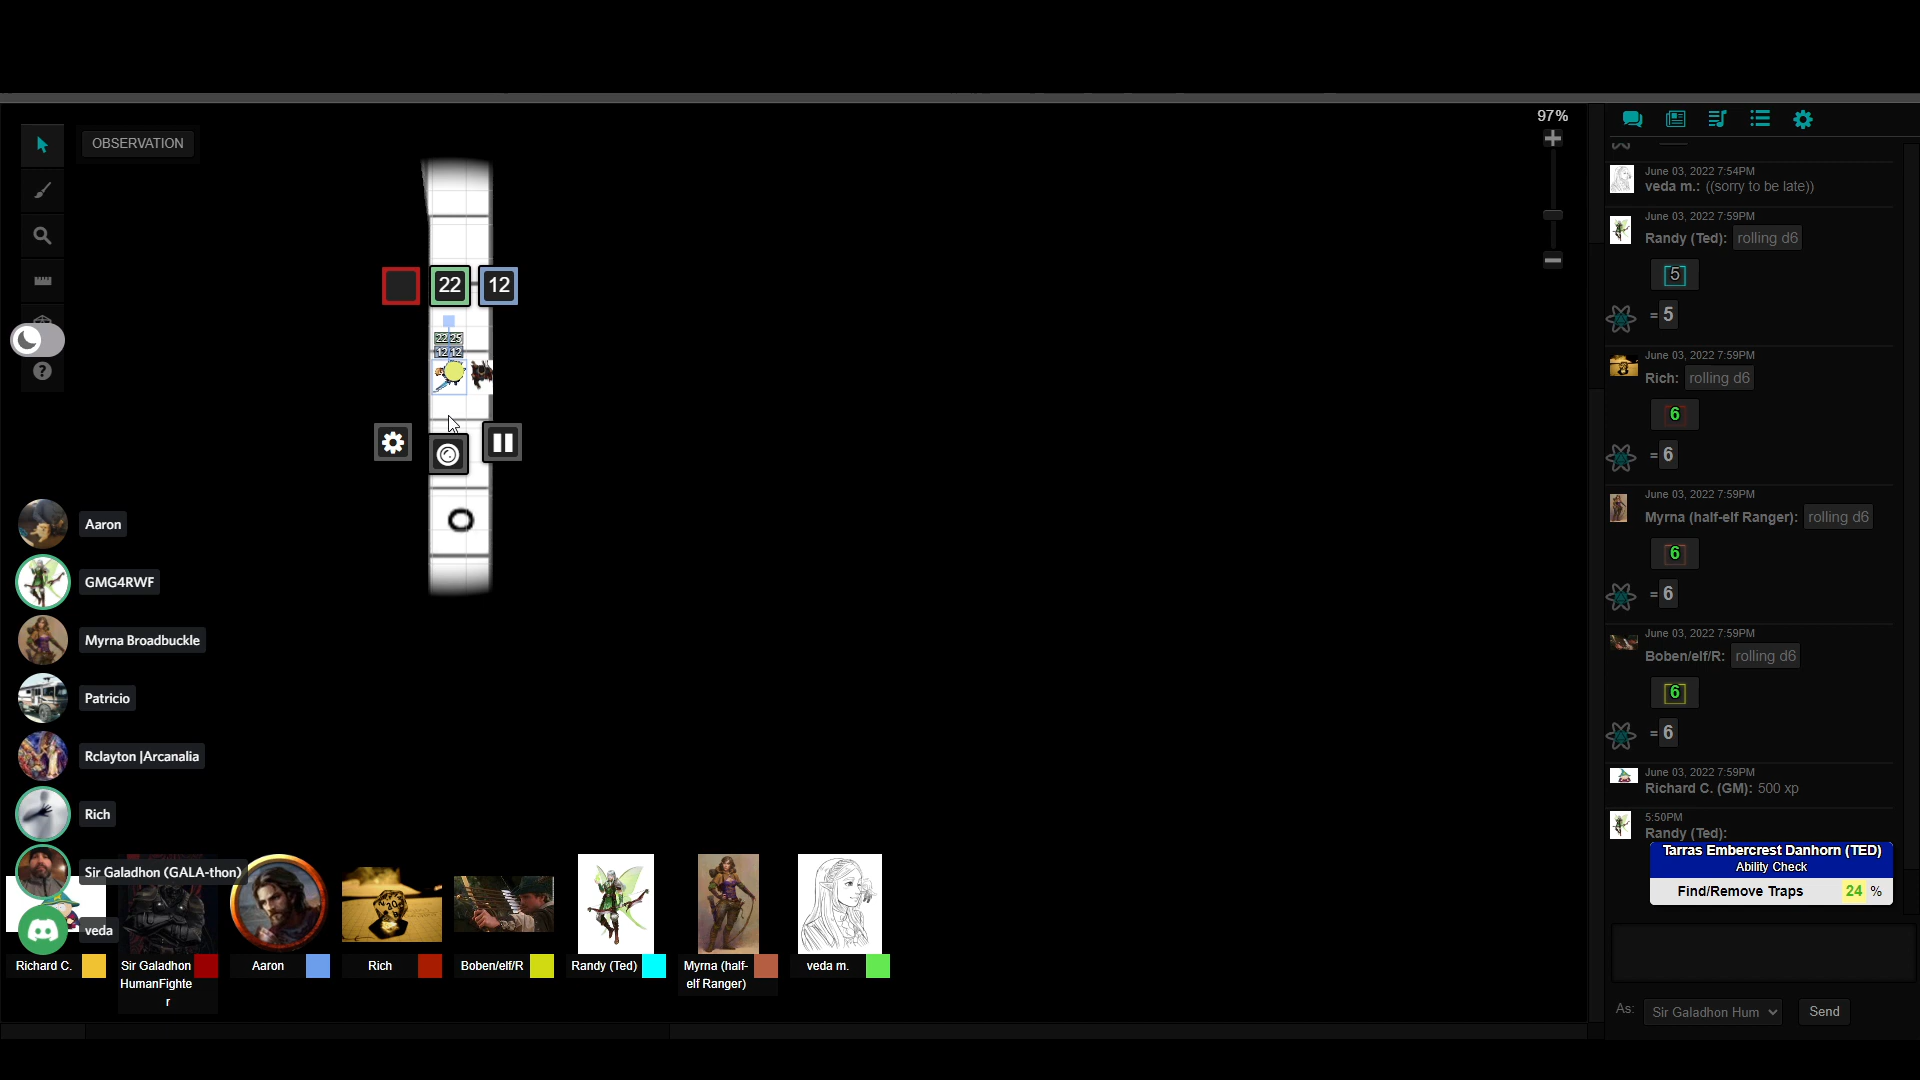 97%
OBSERVATION
22
12
22 25
12 12
Aaron
GMG4RWF
Myrna Broadbuckle
Patricio
Rclayton |Arcanalia
Rich
Sir Galadhon (GALA-thon)
veda
Richard C.
Sir Galadhon
HumanFighte
r
Aaron
Rich
Boben/elf/R
Randy (Ted)
Myrna (half-
elf Ranger)
veda m.
June 03, 2022 7:54PM
veda m.: ((sorry to be late))
June 03, 2022 7:59PM
Randy (Ted): rolling d6
5
=5
June 03, 2022 7:59PM
Rich: rolling d6
6
=6
June 03, 2022 7:59PM
Myrna (half-elf Ranger): rolling d6
6
=6
June 03, 2022 7:59PM
Boben/elf/R: rolling d6
6
=6
June 03, 2022 7:59PM
Richard C. (GM): 500 xp
5:50PM
Randy (Ted):
Tarras Embercrest Danhorn (TED)
Ability Check
Find/Remove Traps 24 %
As: Sir Galadhon Hum
Send